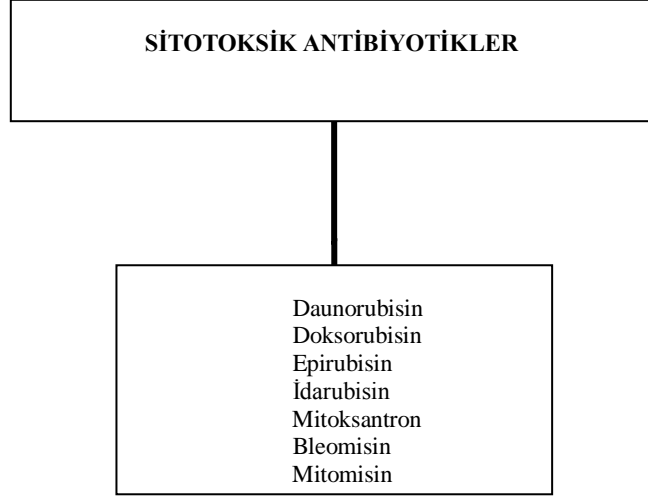 SİTOTOKSİK ANTİBİYOTİKLER
Daunorubisin
Doksorubisin
Epirubisin
İdarubisin
Mitoksantron
Bleomisin
Mitomisin